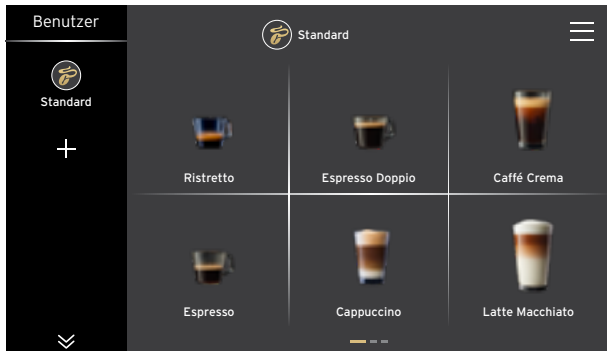 Benutzer
Standard
Standard
Ristretto
Espresso Doppio
Caffé Crema
Espresso
Cappuccino
Latte Macchiato